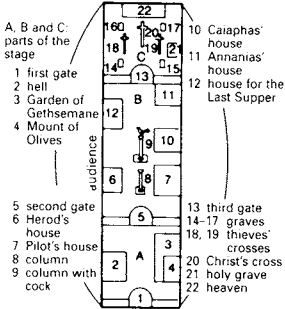 A, B and C:
parts of the
stage
1 first gate
2 hell
3 Garden of
Gethsemane
4 Mount of
Olives
5 second gate
6 Herod's
house
7 Pilot's house
8 column
9 column with
cock
audience
22
16
17
20
18
19
21
C
14
15
13
B
11
12
9
10
6
8
7
5
A
3
2
4
1
10 Caiaphas'
house
11 Annanias'
house
12 house for the
Last Supper
13 third gate
14-17 graves
18, 19 thieves'
crosses
20 Christ's cross
21 holy grave
22 heaven